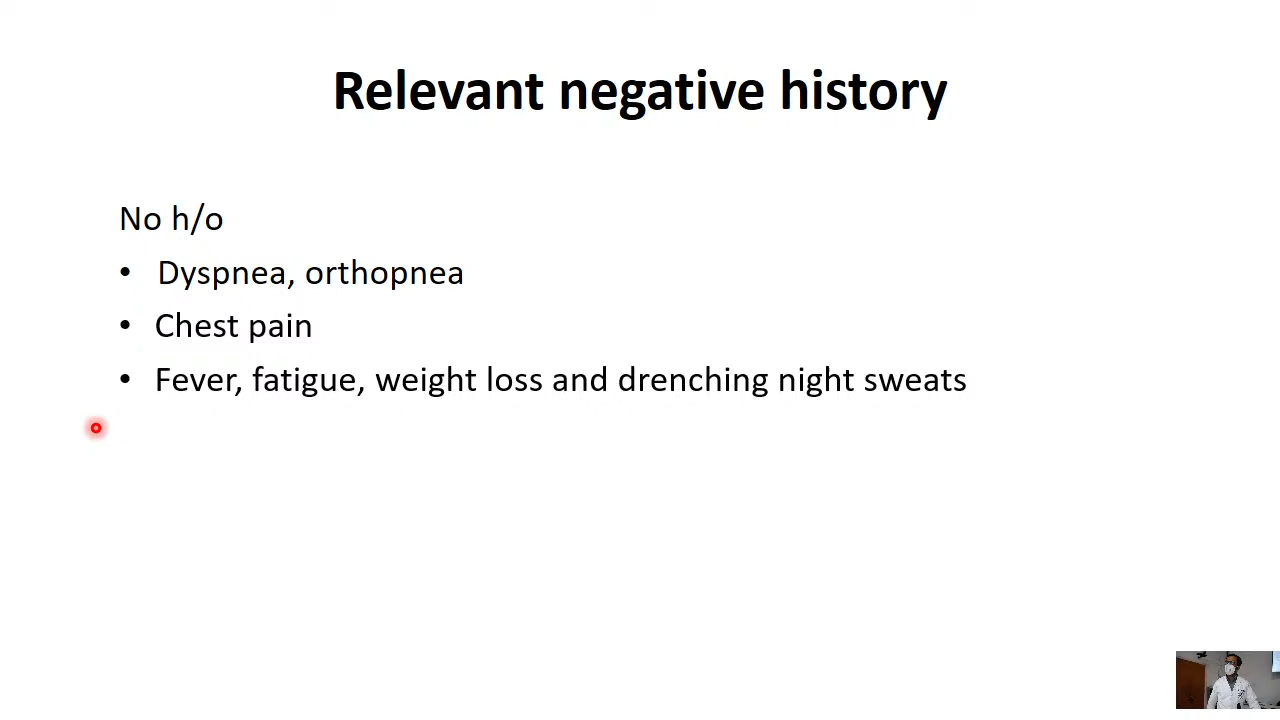 Relevant negative history
No h/o
• Dyspnea, orthopnea
• Chest pain
• Fever, fatigue, weight loss and drenching night sweats